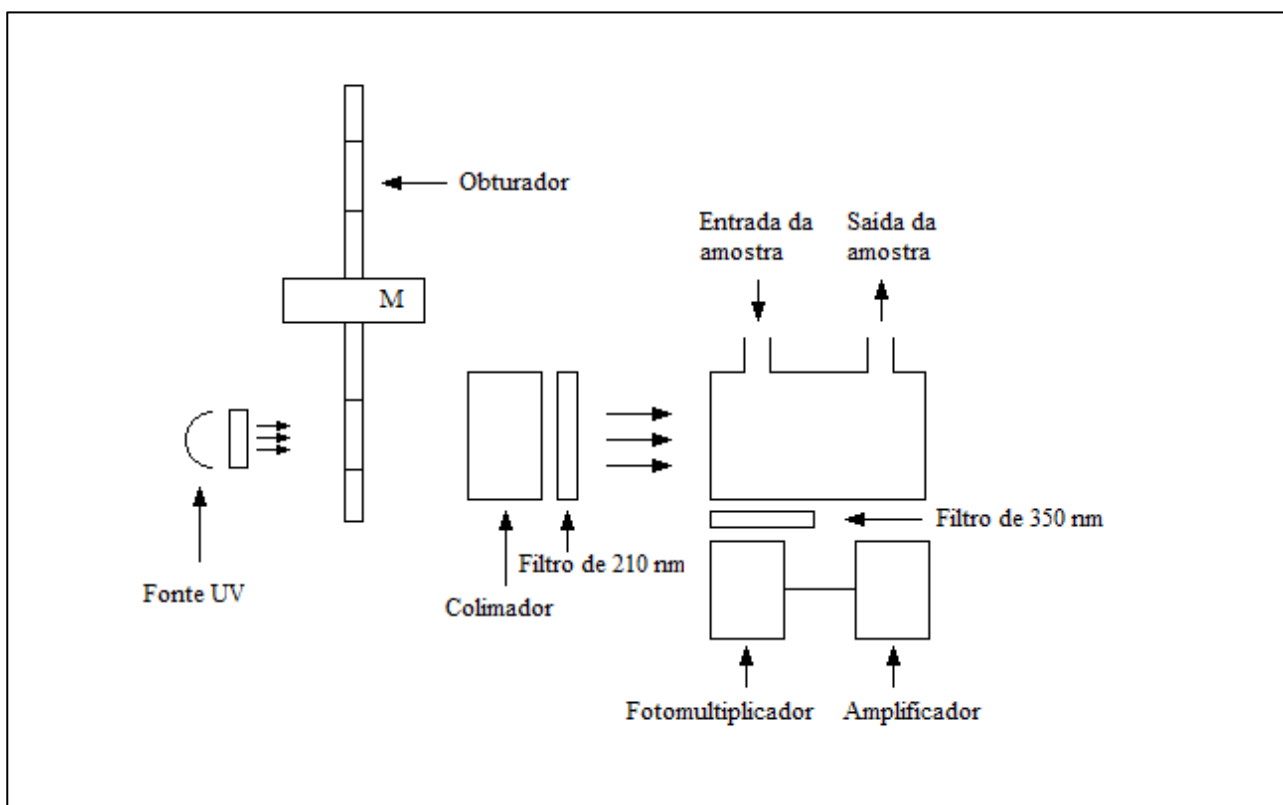 Obturador
Entrada da
amostra
Saída da
amostra
M
Filtro de 350 nm
Filtro de 210 nm
Fonte UV
Colimador
Fotomultiplicador
Amplificador